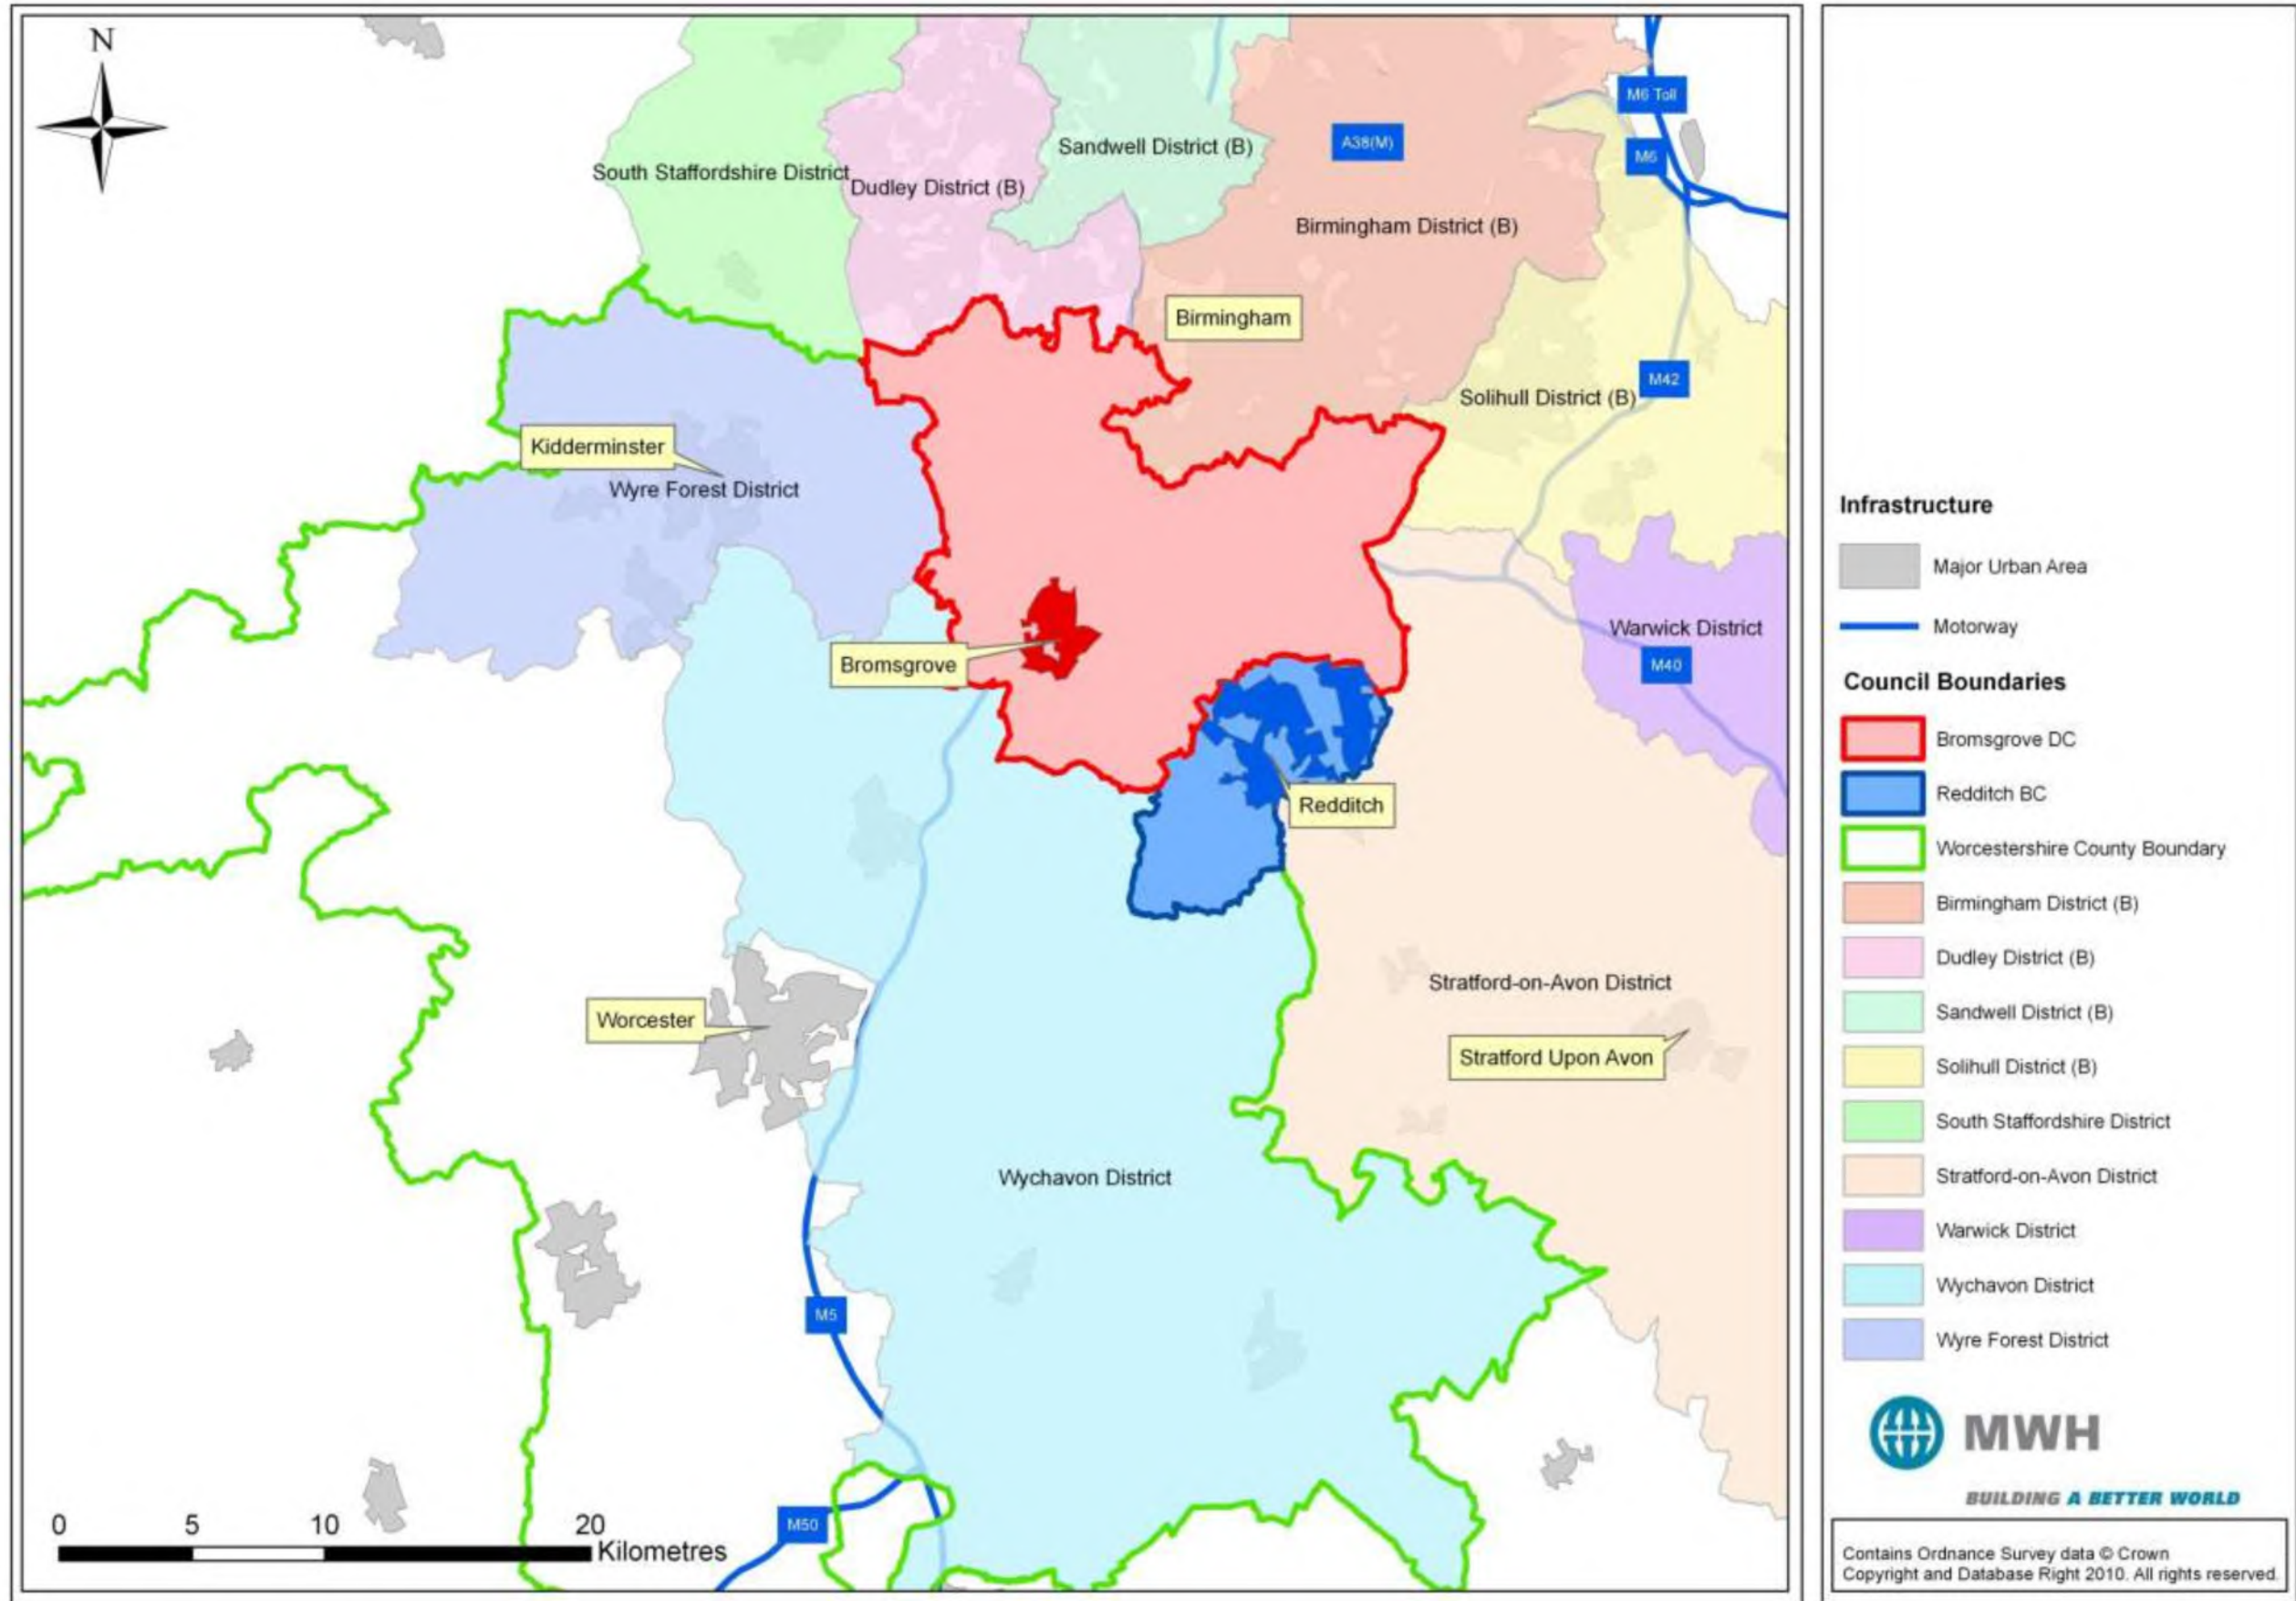 N
M6 Toll
A38(M)
M6
Sandwell District (B)
South Staffordshire District
Dudley District (B)
Birmingham District (B)
Birmingham
M42
Solihull District (B)
Kidderminster
Wyre Forest District
Warwick District
Bromsgrove
M40
Redditch
Stratford-on-Avon District
Worcester
Stratford Upon Avon
Wychavon District
M5
M50
0 5 10 20
Kilometres
Infrastructure
Major Urban Area
Motorway
Council Boundaries
Bromsgrove DC
Redditch BC
Worcestershire County Boundary
Birmingham District (B)
Dudley District (B)
Sandwell District (B)
Solihull District (B)
South Staffordshire District
Stratford-on-Avon District
Warwick District
Wychavon District
Wyre Forest District
MWH
BUILDING A BETTER WORLD
Contains Ordnance Survey data © Crown
Copyright and Database Right 2010. All rights reserved.